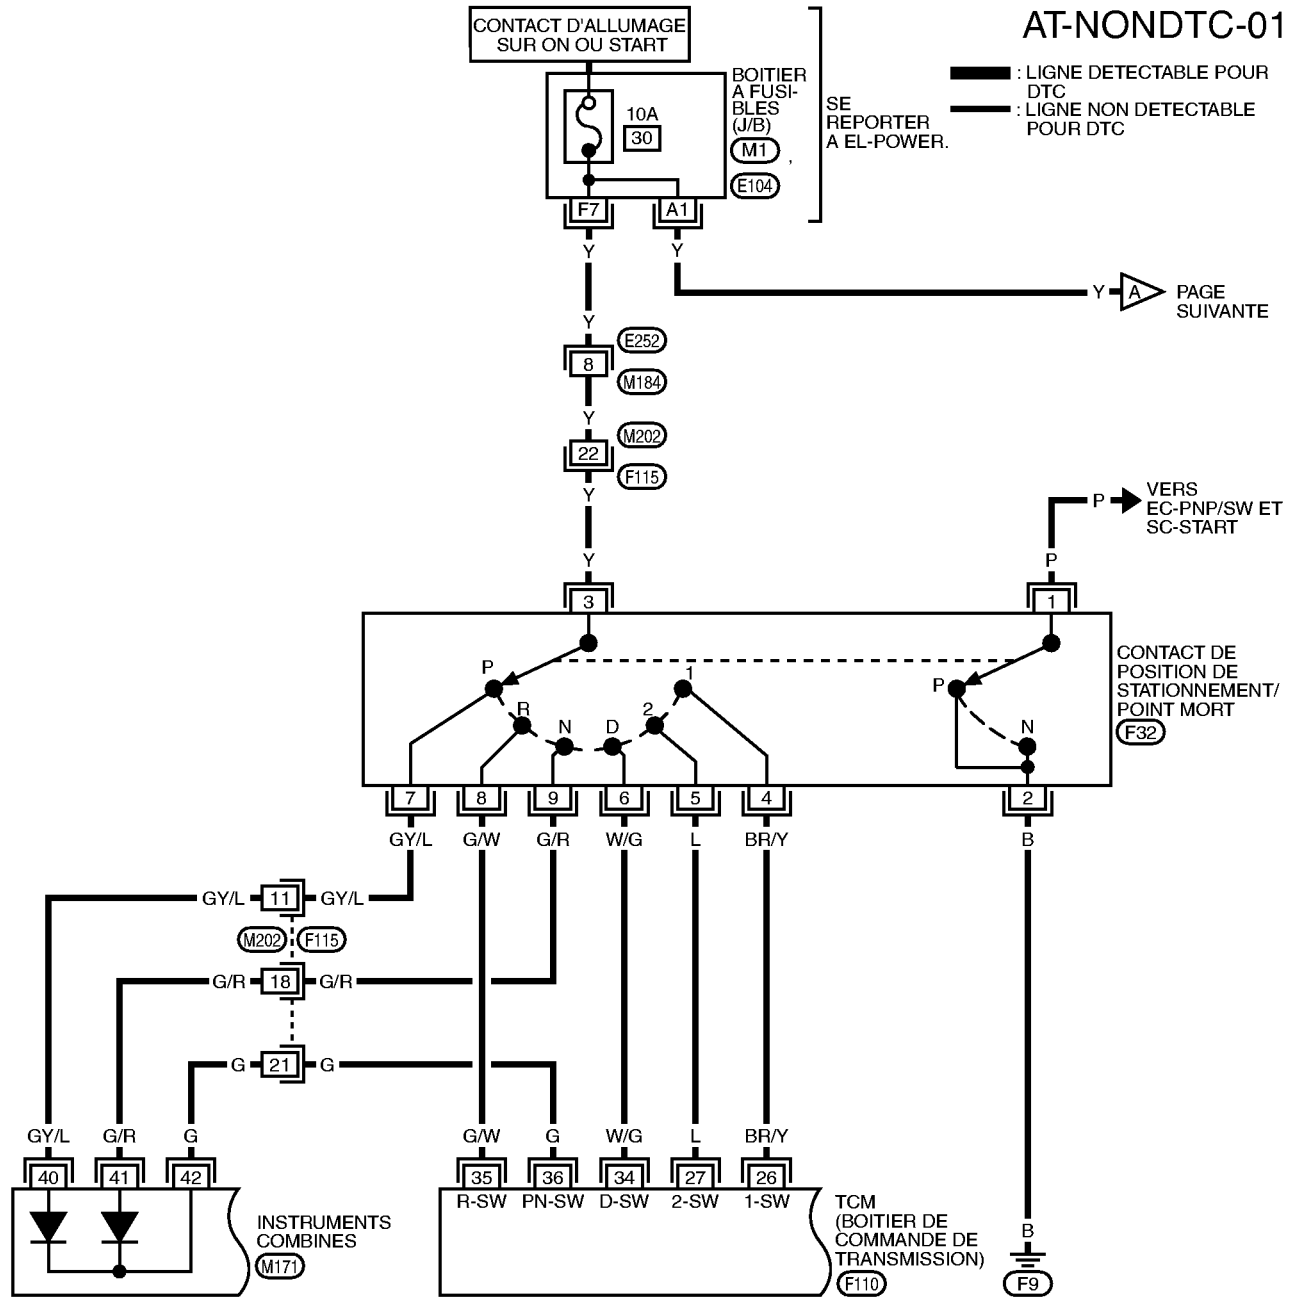 AT-NONDTC-01
CONTACT D'ALLUMAGE
SUR ON OU START
: LIGNE DETECTABLE POUR
DTC
: LIGNE NON DETECTABLE
POUR DTC
BOITIER
A FUSI-
BLES
(J/B)
M1 ,
E104
10A
30
SE
REPORTER
A EL-POWER.
F7
A1
Y
Y
Y
A
PAGE
SUIVANTE
Y
8
E252
M184
Y
22
M202
F115
Y
Y
VERS
EC-PNP/SW ET
SC-START
P
P
3
1
P
R
N
D
2
1
P
N
CONTACT DE
POSITION DE
STATIONNEMENT/
POINT MORT
F32
7
8
9
6
5
4
2
GY/L
G/W
G/R
W/G
L
BR/Y
B
GY/L
11
GY/L
M202
F115
G/R
18
G/R
G
21
G
GY/L
G/R
G
G/W
G
W/G
L
BR/Y
40
41
42
35
36
34
27
26
R-SW
PN-SW
D-SW
2-SW
1-SW
INSTRUMENTS
COMBINES
M171
TCM
(BOITIER DE
COMMANDE DE
TRANSMISSION)
F110
B
F9